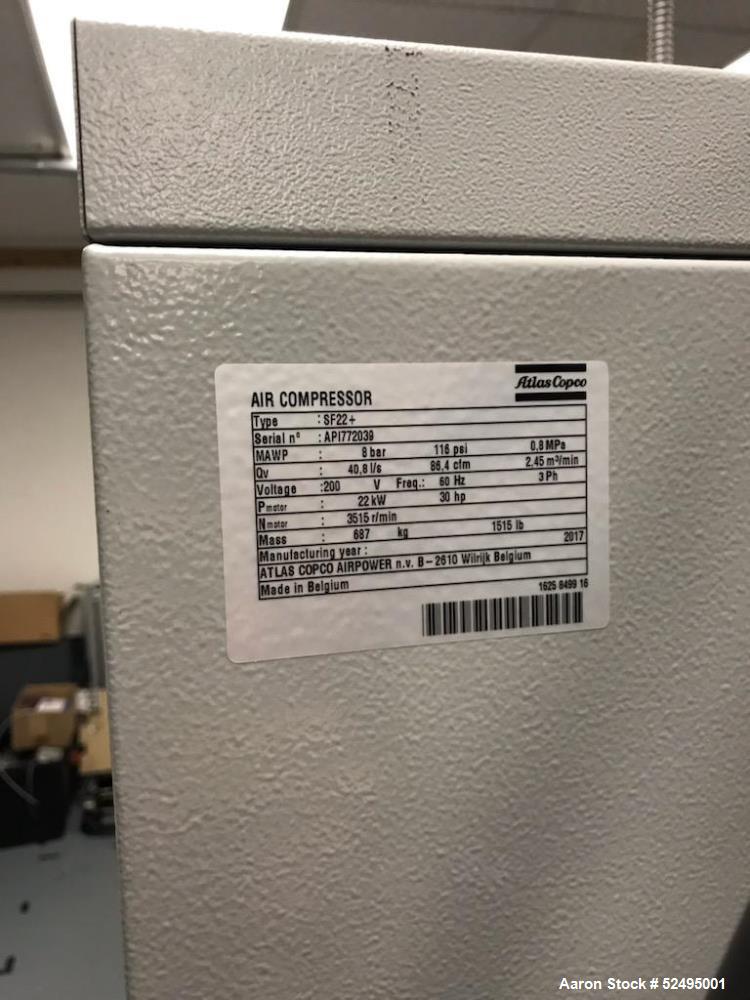 Atlas Copco
AIR COMPRESSOR
Type : SF22+
Serial n° : API772039
MAWP : 8 bar 116 psi 0,8 MPa
Qv : 40,8 l/s 86,4 cfm 2,45 m³/min
Voltage :200 V Freq.: 60 Hz 3 Ph
Pmotor : 22 kW 30 hp
Nmotor : 3515 r/min
Mass : 687 kg 1515 lb
Manufacturing year : 2017
ATLAS COPCO AIRPOWER n.v. B-2610 Wilrijk Belgium
Made in Belgium 1625 8499 16
Aaron Stock # 52495001